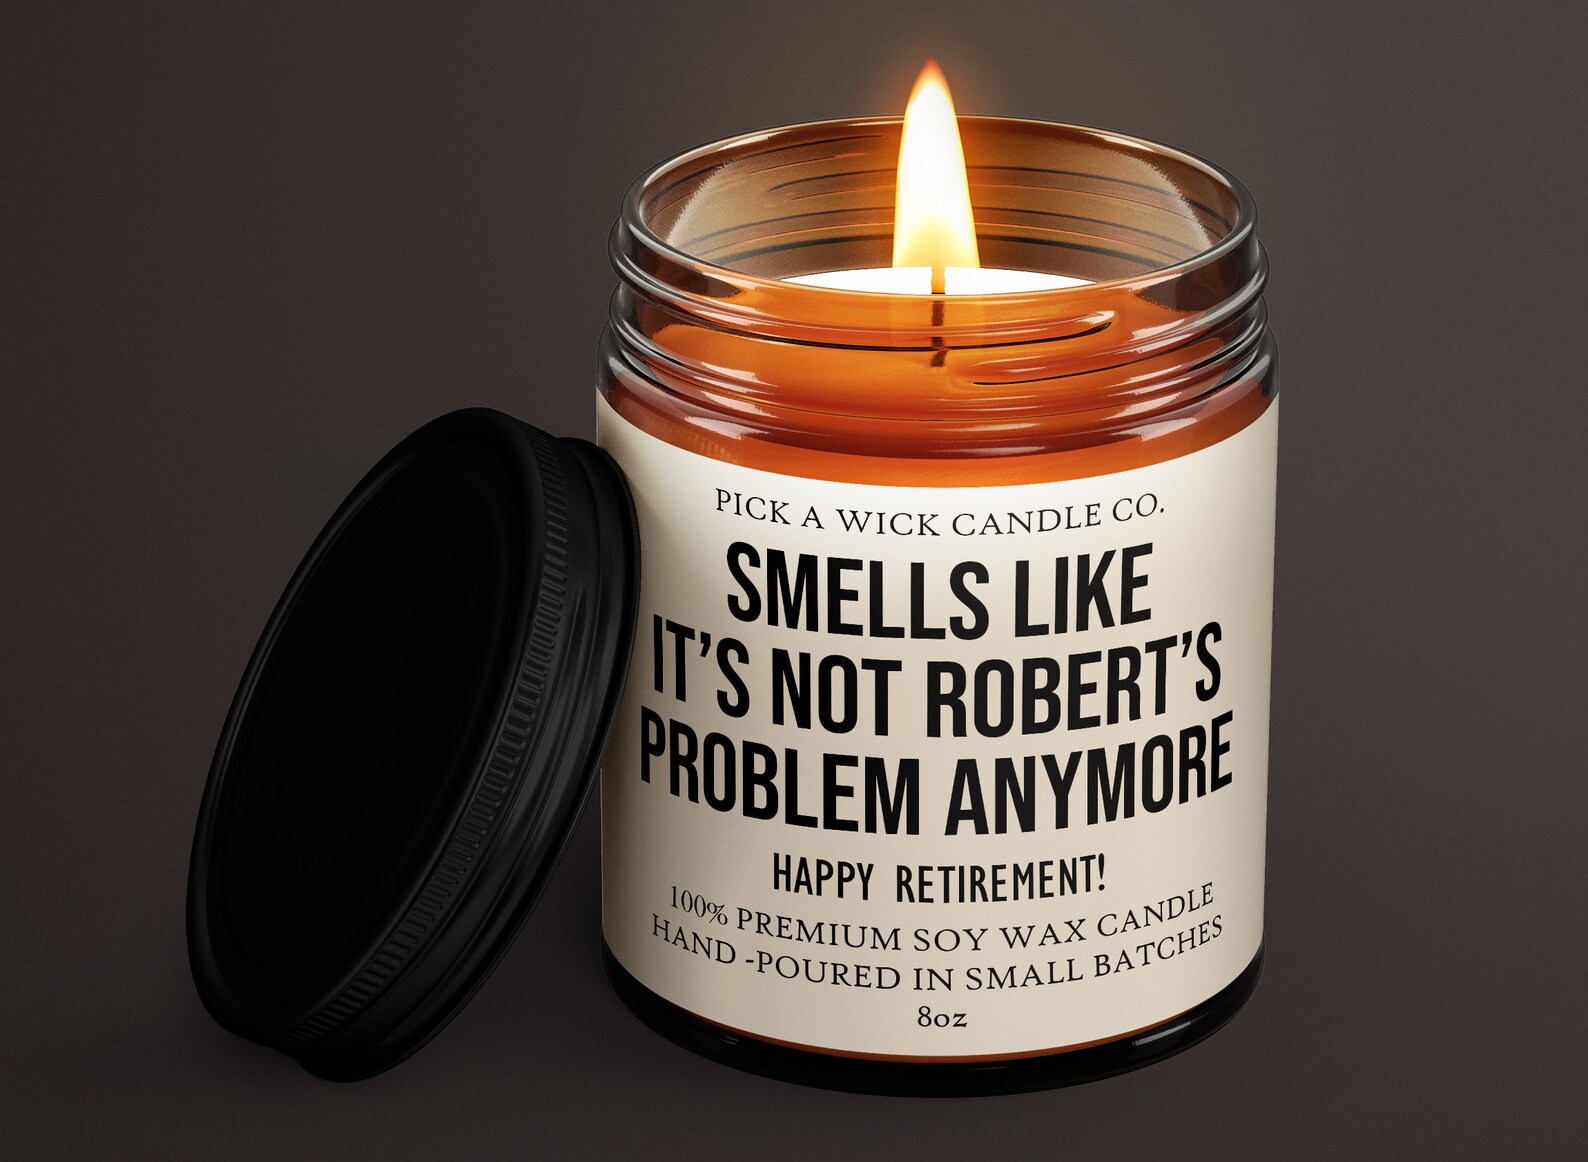 PICK A WICK CANDLE CO.
SMELLS LIKE
IT'S NOT ROBERT'S
PROBLEM ANYMORE
HAPPY RETIREMENT!
100% PREMIUM SOY WAX CANDLE
HAND -POURED IN SMALL BATCHES
8oz